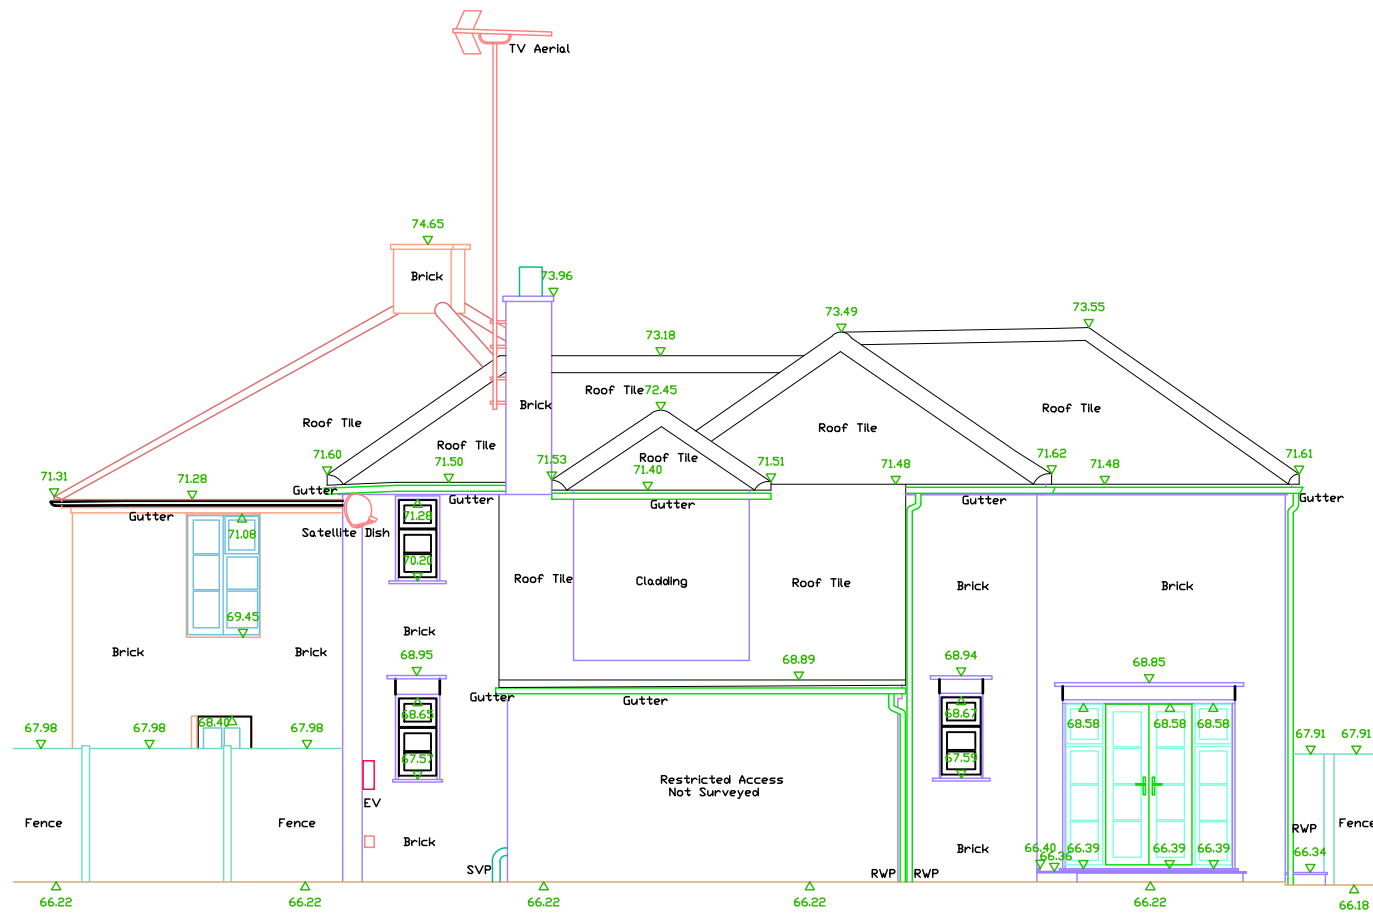 TV Aerial
74.65
Brick
73.96
73.49
73.55
73.18
Roof Tile
72.45
Brick
Roof Tile
Roof Tile
Roof Tile
Roof Tile
Roof Tile
71.60
71.50
71.53
71.40
71.51
71.48
71.62
71.48
71.61
71.31
71.28
Gutter
Gutter
Gutter
Gutter
Gutter
Gutter
71.28
71.08
Satellite Dish
70.20
Roof Tile
Cladding
Roof Tile
Brick
Brick
69.45
Brick
Brick
Brick
68.95
68.89
68.94
68.85
Gutter
Gutter
68.65
68.67
68.58
68.58
68.58
68.40
67.98
67.98
67.98
67.91
67.91
67.57
67.59
Restricted Access
Not Surveyed
EV
Fence
Fence
RWP
Fence
Brick
Brick
66.40
66.36
66.39
66.39
66.39
66.34
SVP
RWP
RWP
66.22
66.22
66.22
66.22
66.22
66.18